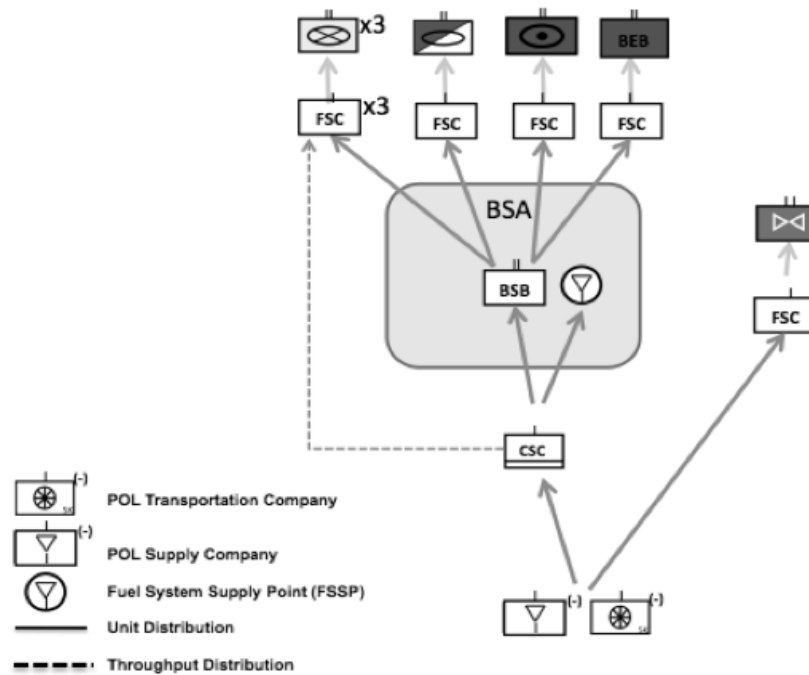 x3
BEB
FSC x3
FSC
FSC
FSC
BSA
BSB
FSC
CSC
(-)
POL Transportation Company
(-)
POL Supply Company
Fuel System Supply Point (FSSP)
(-)
(-)
Unit Distribution
Throughput Distribution